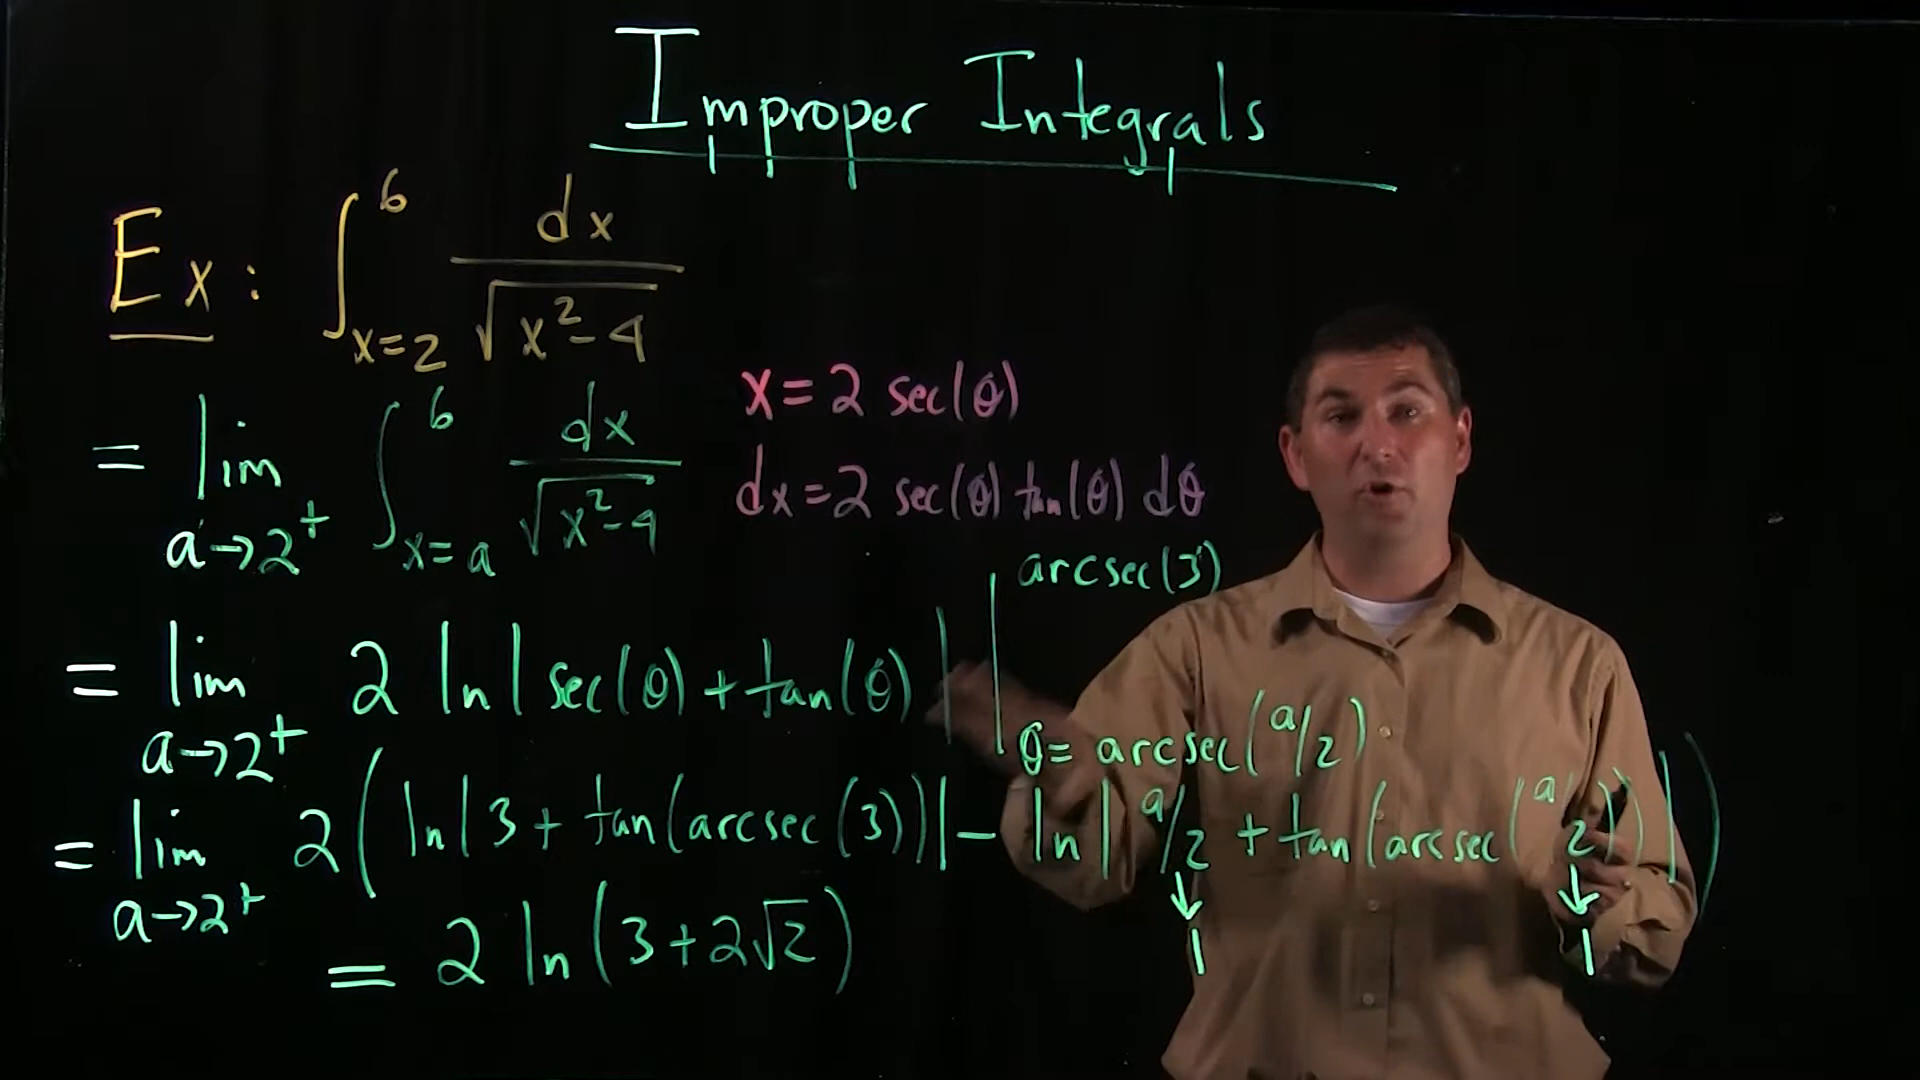 Improper Integrals
Ex: ∫_{x=2}^{6} dx / √(x²-4)
= lim_{a→2⁺} ∫_{x=a}^{6} dx / √(x²-4)
x=2 sec(θ)
dx=2 sec(θ) tan(θ) dθ
= lim_{a→2⁺} 2 ln|sec(θ)+tan(θ)| |_{θ=arcsec(a/2)}^{arcsec(3)}
= lim_{a→2⁺} 2(ln|3+tan(arcsec(3))|-ln|a/2+tan(arcsec(a/2))|)
↓ ↓
1 1
= 2 ln(3+2√2)